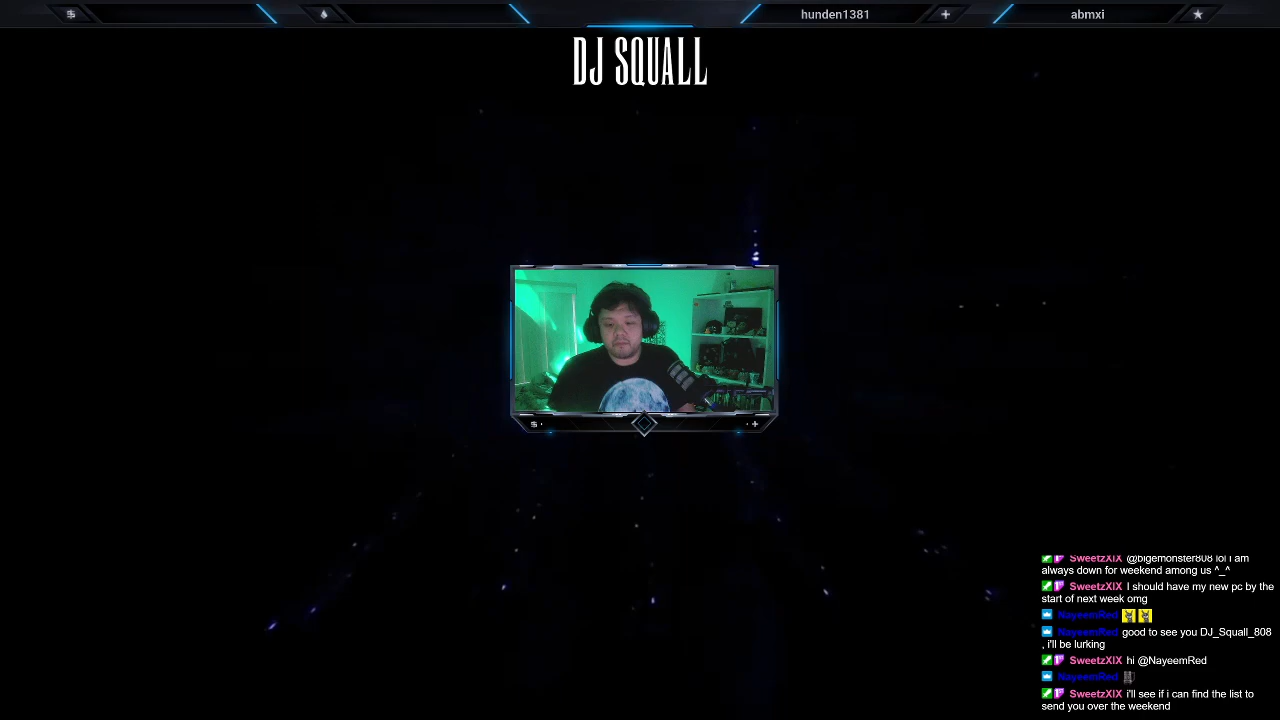 hunden1381
abmxi
DJ SQUALL
SweetzXIX @bigemonster808 lol i am
always down for weekend among us ^_^
SweetzXIX I should have my new pc by the
start of next week omg
NayeemRed
NayeemRed good to see you DJ_Squall_808
, i'll be lurking
SweetzXIX hi @NayeemRed
NayeemRed
SweetzXIX i'll see if i can find the list to
send you over the weekend